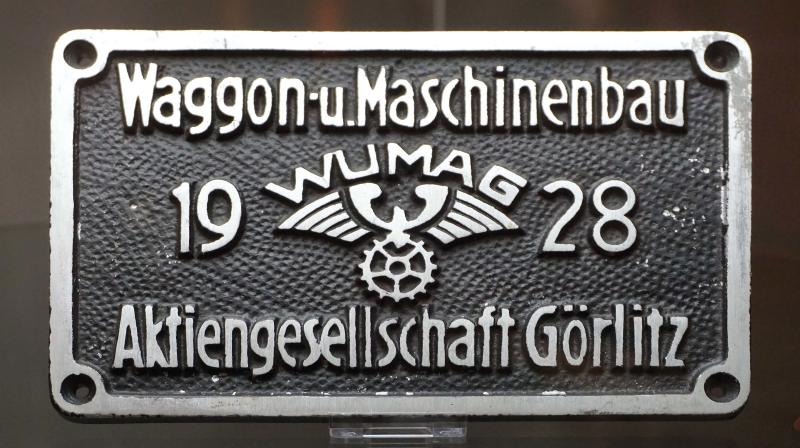 Waggon-u.Maschinenbau
WUMAG
19 28
Aktiengesellschaft Görlitz